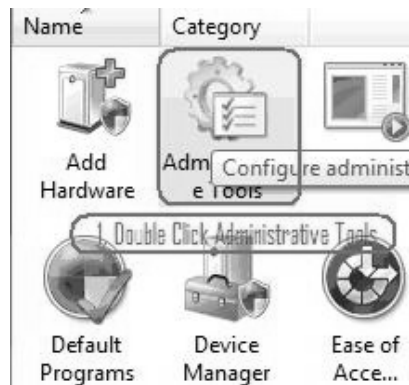 Name Category
Add
Hardware
Adm
e Tools
Configure administ
1. Double Click Administrative Tools
Default
Programs
Device
Manager
Ease of
Acce...